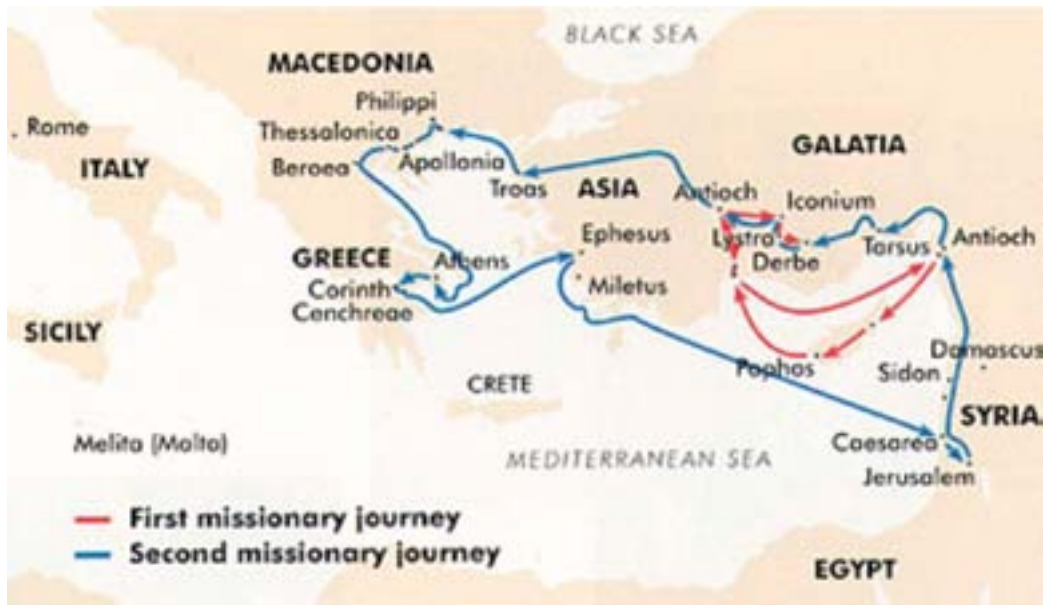 BLACK SEA
MACEDONIA
Philippi
Thessalonica
Rome
GALATIA
ITALY
Beroea
Apollonia
Troas
ASIA
Antioch
Iconium
Ephesus
Lystra
Tarsus
Antioch
GREECE
Athens
Derbe
Corinth
Miletus
Cenchreae
SICILY
Damascus
Paphos
Sidon
CRETE
SYRIA
Melita (Malta)
Caesarea
MEDITERRANEAN SEA
Jerusalem
First missionary journey
Second missionary journey
EGYPT